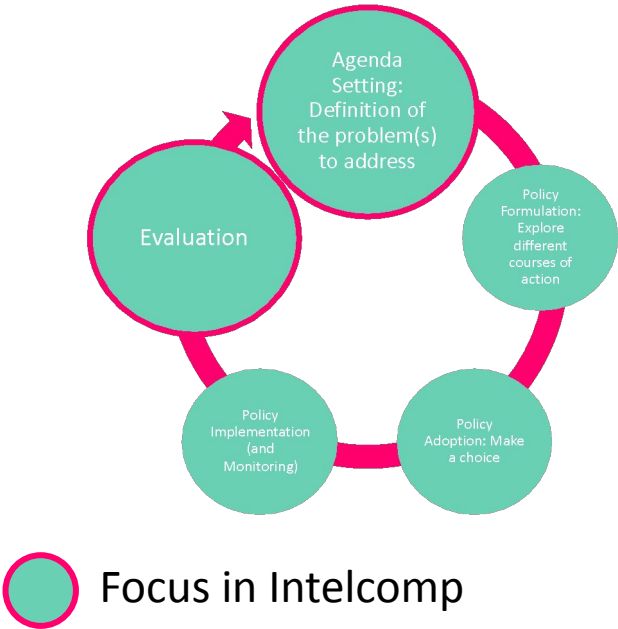 Agenda
Setting:
Definition of
the problem(s)
to address
Policy
Formulation:
Explore
different
courses of
action
Policy
Adoption: Make
a choice
Policy
Implementation
(and
Monitoring)
Evaluation
Focus in Intelcomp